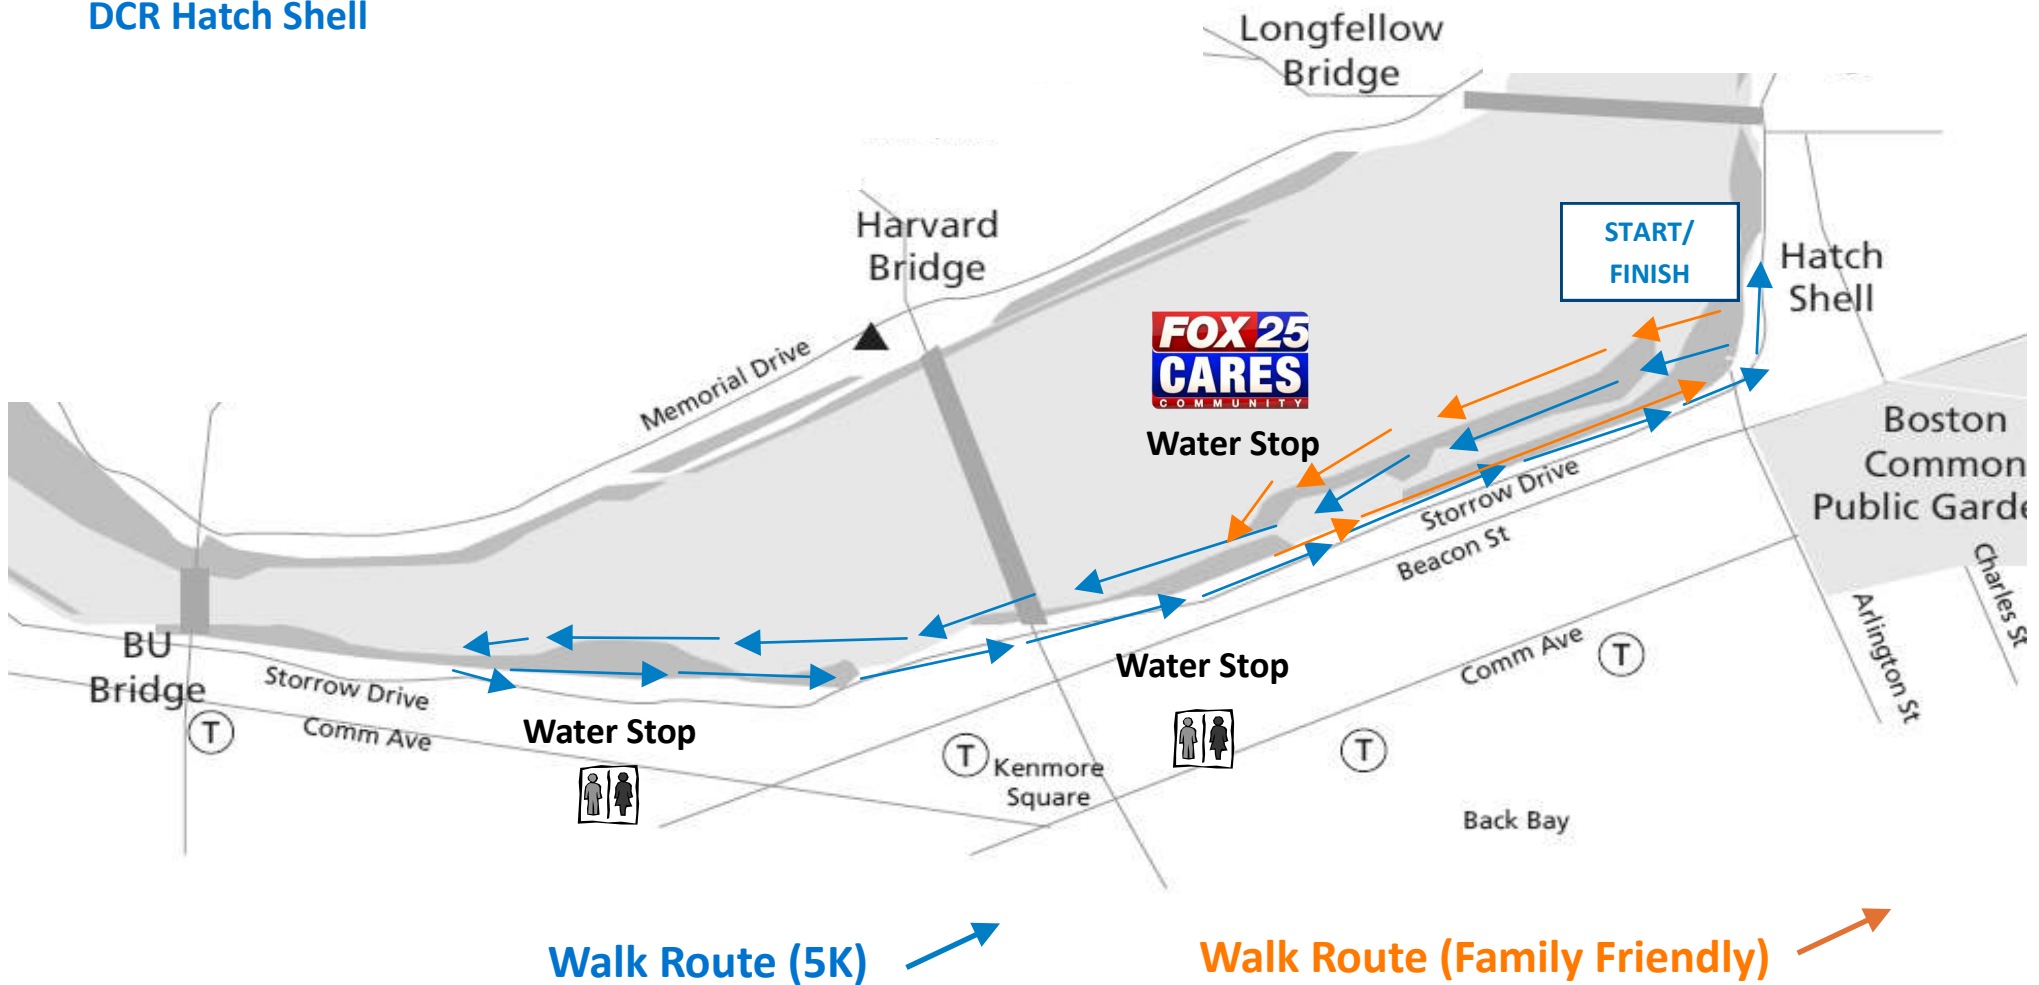 DCR Hatch Shell
Longfellow
Bridge
Harvard
Bridge
START/
FINISH
Hatch
Shell
FOX 25
CARES
COMMUNITY
Water Stop
Memorial Drive
Boston
Common
Public Garde
Storrow Drive
Beacon St
Charles St
Arlington St
BU
Bridge
Storrow Drive
Comm Ave
T
Water Stop
Water Stop
Comm Ave
T
T
Kenmore
Square
T
Back Bay
Walk Route (5K)
Walk Route (Family Friendly)